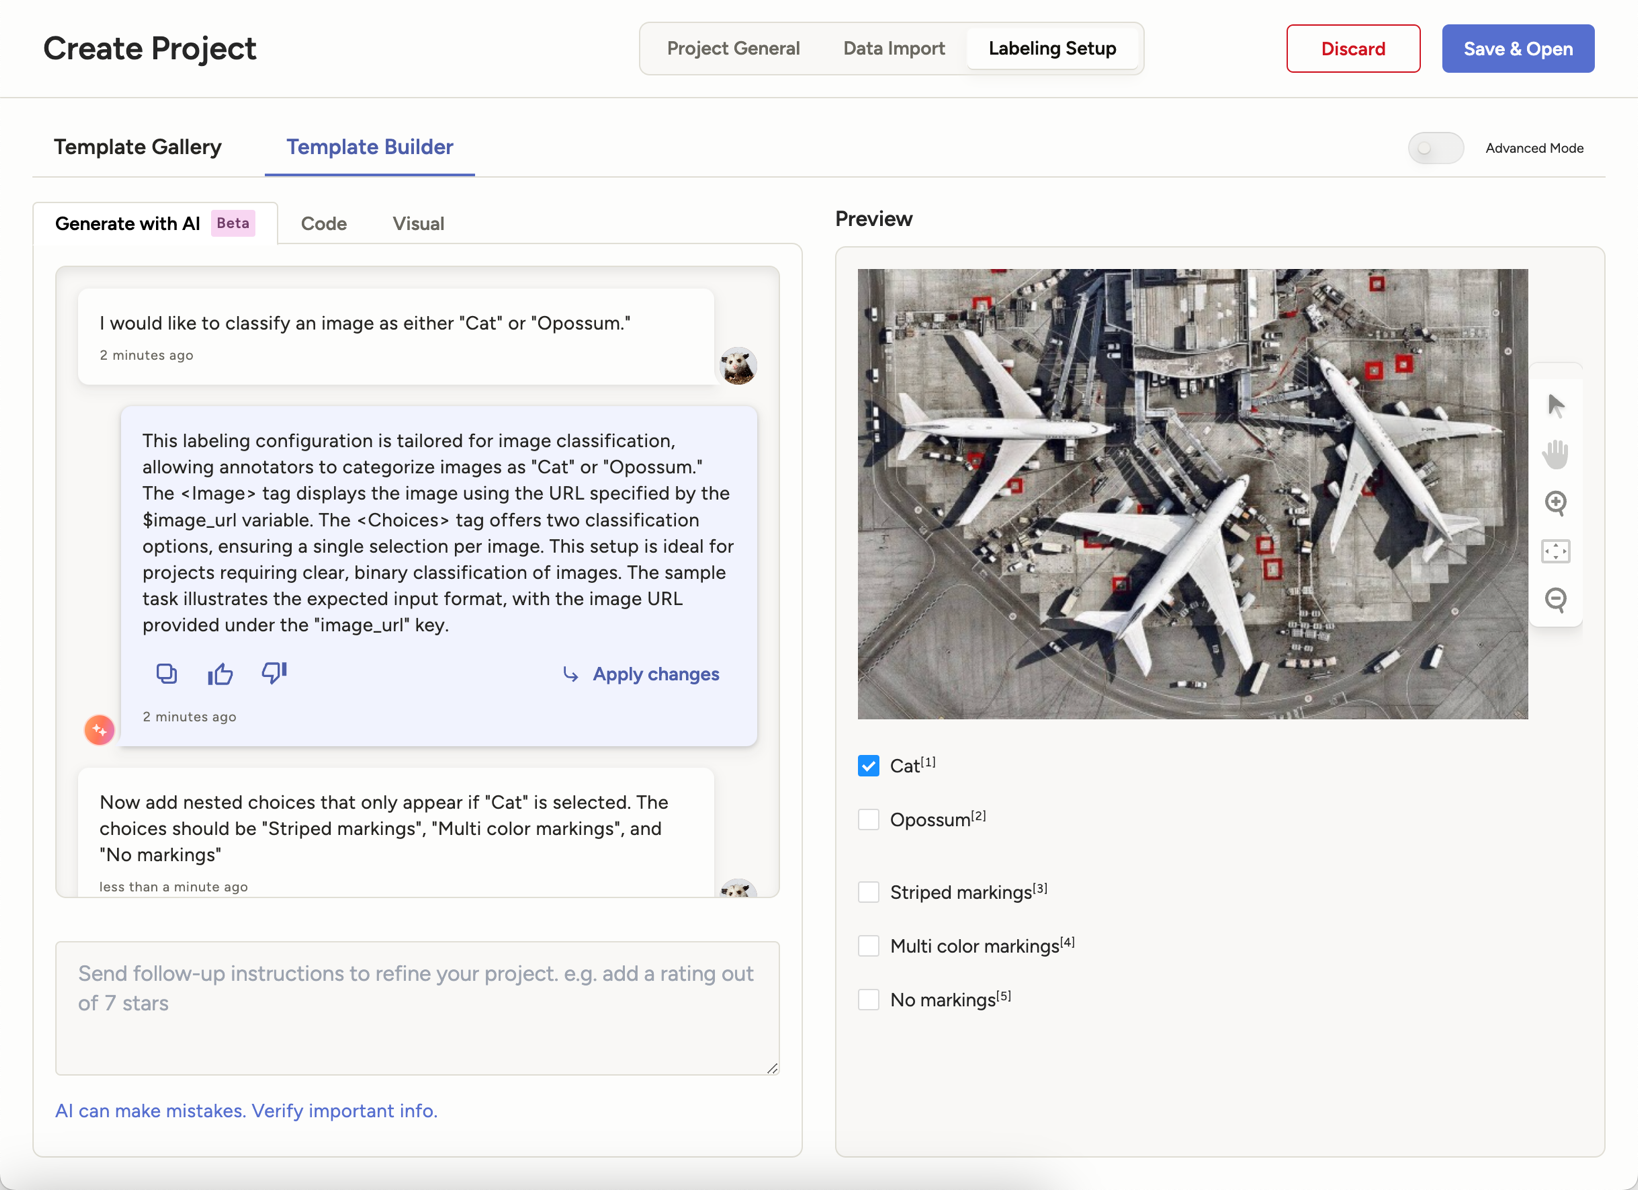 Create Project
Project General
Data Import
Labeling Setup
Discard
Save & Open
Template Gallery
Template Builder
Advanced Mode
Generate with AI Beta
Code
Visual
I would like to classify an image as either "Cat" or "Opossum."
2 minutes ago
This labeling configuration is tailored for image classification,
allowing annotators to categorize images as "Cat" or "Opossum."
The <Image> tag displays the image using the URL specified by the
$image_url variable. The <Choices> tag offers two classification
options, ensuring a single selection per image. This setup is ideal for
projects requiring clear, binary classification of images. The sample
task illustrates the expected input format, with the image URL
provided under the "image_url" key.
Apply changes
2 minutes ago
Now add nested choices that only appear if "Cat" is selected. The
choices should be "Striped markings", "Multi color markings", and
"No markings"
less than a minute ago
Send follow-up instructions to refine your project. e.g. add a rating out
of 7 stars
AI can make mistakes. Verify important info.
Preview
Cat[1]
Opossum[2]
Striped markings[3]
Multi color markings[4]
No markings[5]